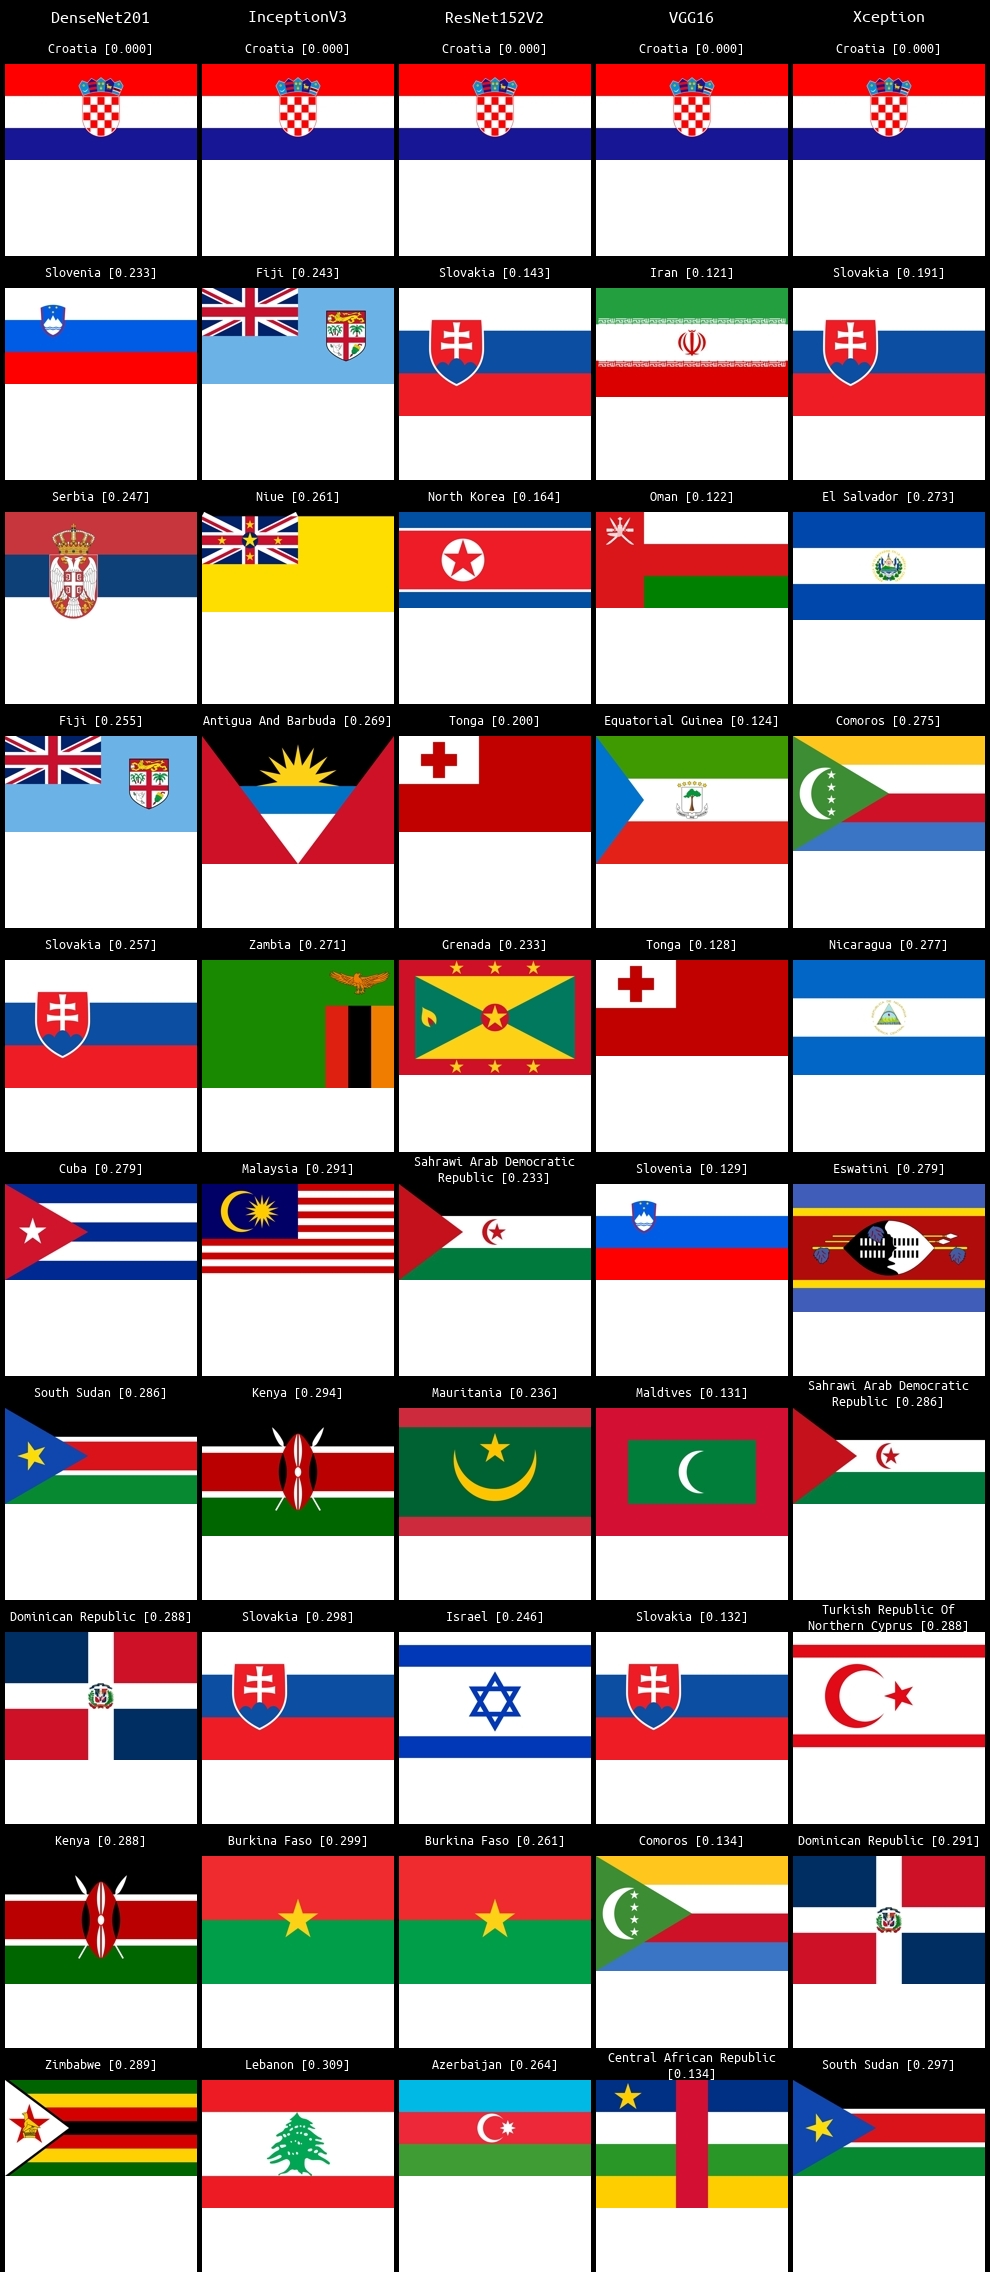 DenseNet201 InceptionV3 ResNet152V2 VGG16 Xception
Croatia [0.000] Croatia [0.000] Croatia [0.000] Croatia [0.000] Croatia [0.000]
Slovenia [0.233] Fiji [0.243] Slovakia [0.143] Iran [0.121] Slovakia [0.191]
Serbia [0.247] Niue [0.261] North Korea [0.164] Oman [0.122] El Salvador [0.273]
Fiji [0.255] Antigua And Barbuda [0.269] Tonga [0.200] Equatorial Guinea [0.124] Comoros [0.275]
Slovakia [0.257] Zambia [0.271] Grenada [0.233] Tonga [0.128] Nicaragua [0.277]
Cuba [0.279] Malaysia [0.291] Sahrawi Arab Democratic
Republic [0.233] Slovenia [0.129] Eswatini [0.279]
South Sudan [0.286] Kenya [0.294] Mauritania [0.236] Maldives [0.131] Sahrawi Arab Democratic
Republic [0.286]
Dominican Republic [0.288] Slovakia [0.298] Israel [0.246] Slovakia [0.132] Turkish Republic Of
Northern Cyprus [0.288]
Kenya [0.288] Burkina Faso [0.299] Burkina Faso [0.261] Comoros [0.134] Dominican Republic [0.291]
Zimbabwe [0.289] Lebanon [0.309] Azerbaijan [0.264] Central African Republic
[0.134] South Sudan [0.297]